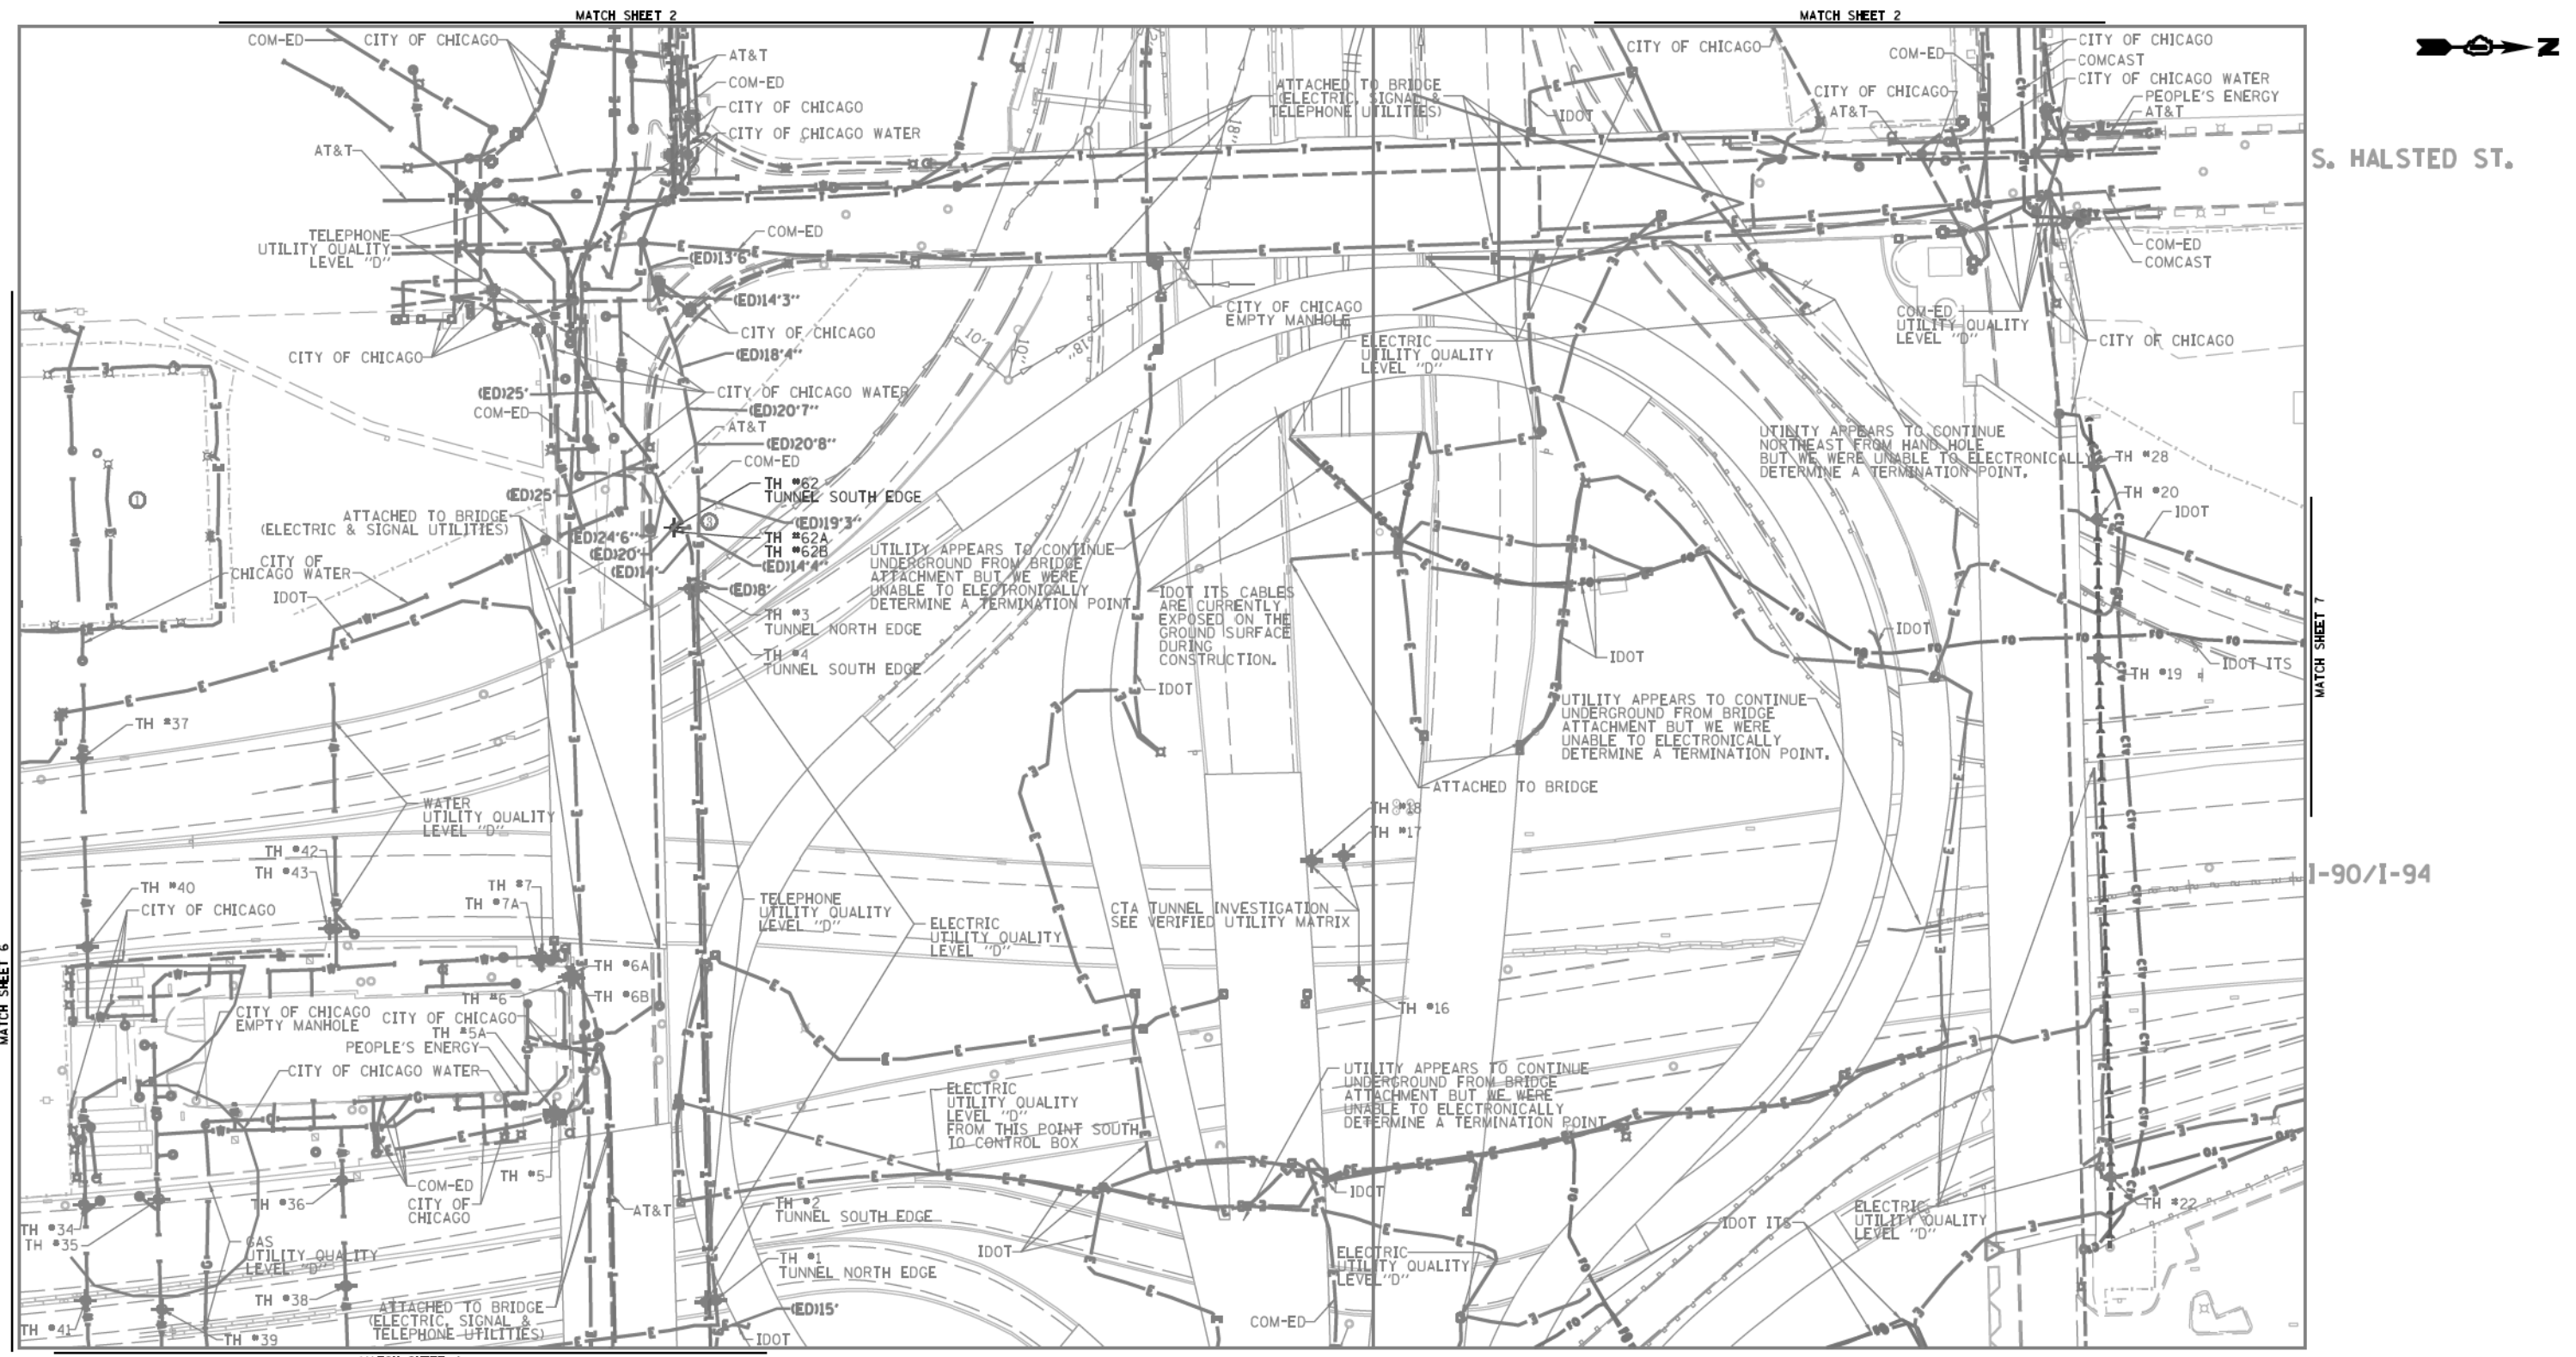 MATCH SHEET 2
MATCH SHEET 2
N
COM-ED
CITY OF CHICAGO
AT&T
COM-ED
CITY OF CHICAGO
CITY OF CHICAGO WATER
AT&T
ATTACHED TO BRIDGE
(ELECTRIC, SIGNAL &
TELEPHONE UTILITIES)
CITY OF CHICAGO
IDOT
COM-ED
CITY OF CHICAGO
AT&T
CITY OF CHICAGO
COMCAST
CITY OF CHICAGO WATER
PEOPLE'S ENERGY
AT&T
S. HALSTED ST.
TELEPHONE
UTILITY QUALITY
LEVEL "D"
COM-ED
(ED)13'6"
(ED)14'3"
CITY OF CHICAGO
(ED)18'4"
CITY OF CHICAGO
CITY OF CHICAGO WATER
(ED)25'
COM-ED
(ED)20'7"
AT&T
(ED)20'8"
COM-ED
TH #62
TUNNEL SOUTH EDGE
(ED)25'
(ED)19'3"
TH #62A
TH #62B
(ED)24'6"
(ED)20'
(ED)14'
(ED)14'4"
(ED)8'
TH #3
TUNNEL NORTH EDGE
TH #4
TUNNEL SOUTH EDGE
18"
10"
10"
18"
CITY OF CHICAGO
EMPTY MANHOLE
ELECTRIC
UTILITY QUALITY
LEVEL "D"
COM-ED
COMCAST
COM-ED
UTILITY QUALITY
LEVEL "D"
CITY OF CHICAGO
UTILITY APPEARS TO CONTINUE
NORTHEAST FROM HAND HOLE
BUT WE WERE UNABLE TO ELECTRONICALLY
DETERMINE A TERMINATION POINT.
TH #28
TH #20
IDOT
1
3
ATTACHED TO BRIDGE
(ELECTRIC & SIGNAL UTILITIES)
CITY OF
CHICAGO WATER
IDOT
UTILITY APPEARS TO CONTINUE
UNDERGROUND FROM BRIDGE
ATTACHMENT BUT WE WERE
UNABLE TO ELECTRONICALLY
DETERMINE A TERMINATION POINT.
IDOT ITS CABLES
ARE CURRENTLY
EXPOSED ON THE
GROUND SURFACE
DURING
CONSTRUCTION.
IDOT
IDOT
IDOT
IDOT ITS
TH #19
MATCH SHEET 7
UTILITY APPEARS TO CONTINUE
UNDERGROUND FROM BRIDGE
ATTACHMENT BUT WE WERE
UNABLE TO ELECTRONICALLY
DETERMINE A TERMINATION POINT.
ATTACHED TO BRIDGE
TH #37
WATER
UTILITY QUALITY
LEVEL "D"
TH #18
TH #17
TH #42
TH #43
TH #40
CITY OF CHICAGO
TH #7
TH #7A
TELEPHONE
UTILITY QUALITY
LEVEL "D"
ELECTRIC
UTILITY QUALITY
LEVEL "D"
CTA TUNNEL INVESTIGATION
SEE VERIFIED UTILITY MATRIX
I-90/I-94
MATCH SHEET 6
TH #6A
TH #6
TH #6B
TH #16
CITY OF CHICAGO
EMPTY MANHOLE
CITY OF CHICAGO
TH #5A
PEOPLE'S ENERGY
CITY OF CHICAGO WATER
ELECTRIC
UTILITY QUALITY
LEVEL "D"
FROM THIS POINT SOUTH
TO CONTROL BOX
UTILITY APPEARS TO CONTINUE
UNDERGROUND FROM BRIDGE
ATTACHMENT BUT WE WERE
UNABLE TO ELECTRONICALLY
DETERMINE A TERMINATION POINT.
TH #5
COM-ED
CITY OF
CHICAGO
TH #36
TH #34
TH #35
AT&T
TH #2
TUNNEL SOUTH EDGE
IDOT
IDOT
IDOT ITS
ELECTRIC
UTILITY QUALITY
LEVEL "D"
TH #22
GAS
UTILITY QUALITY
LEVEL "D"
TH #1
TUNNEL NORTH EDGE
ELECTRIC
UTILITY QUALITY
LEVEL "D"
TH #38
ATTACHED TO BRIDGE
(ELECTRIC, SIGNAL &
TELEPHONE UTILITIES)
(ED)15'
IDOT
COM-ED
TH #41
TH #39